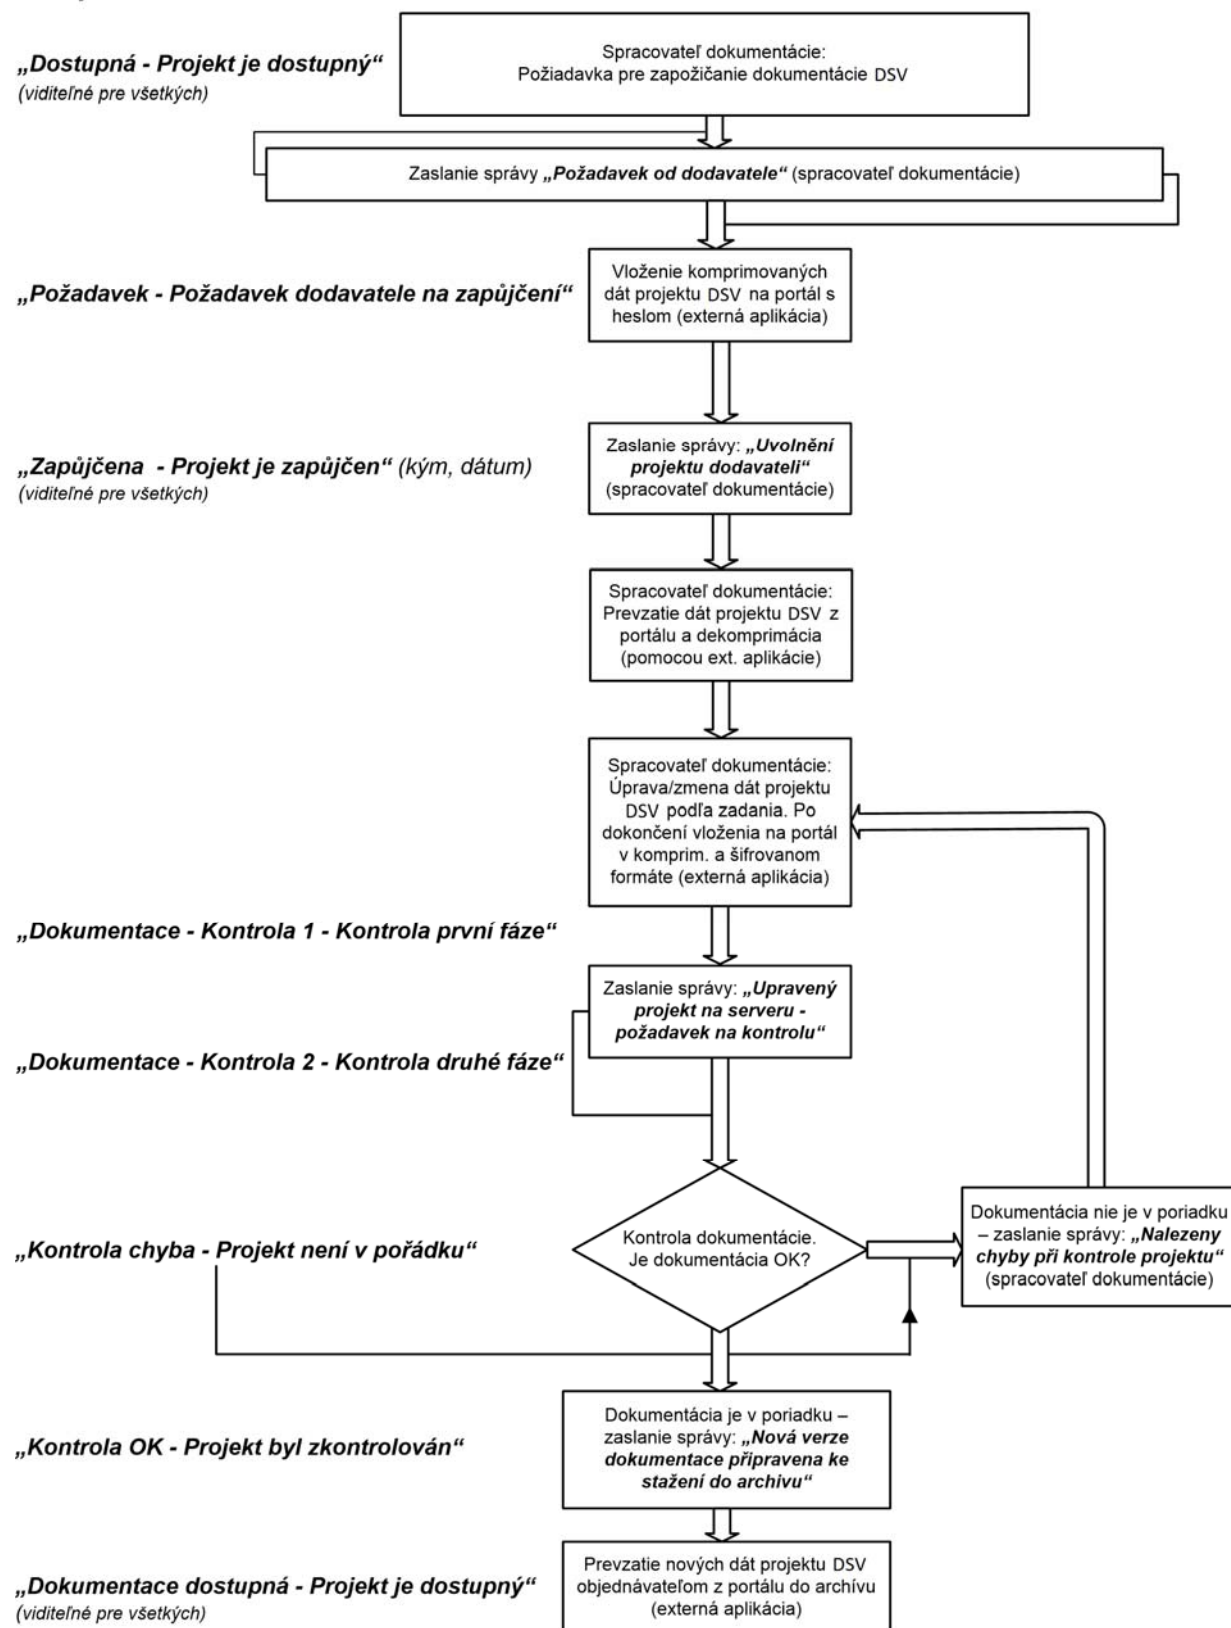 „Dostupná - Projekt je dostupný“
(viditeľné pre všetkých)
Spracovateľ dokumentácie:
Požiadavka pre zapožičanie dokumentácie DSV
Zaslanie správy „Požadavek od dodavatele“ (spracovateľ dokumentácie)
„Požadavek - Požadavek dodavatele na zapůjčení“
Vloženie komprimovaných
dát projektu DSV na portál s
heslom (externá aplikácia)
„Zapůjčena - Projekt je zapůjčen“ (kým, dátum)
(viditeľné pre všetkých)
Zaslanie správy: „Uvolnění
projektu dodavateli“
(spracovateľ dokumentácie)
Spracovateľ dokumentácie:
Prevzatie dát projektu DSV z
portálu a dekomprimácia
(pomocou ext. aplikácie)
Spracovateľ dokumentácie:
Úprava/zmena dát projektu
DSV podľa zadania. Po
dokončení vloženia na portál
v komprim. a šifrovanom
formáte (externá aplikácia)
„Dokumentace - Kontrola 1 - Kontrola první fáze“
Zaslanie správy: „Upravený
projekt na serveru -
požadavek na kontrolu“
„Dokumentace - Kontrola 2 - Kontrola druhé fáze“
„Kontrola chyba - Projekt není v pořádku“
Kontrola dokumentácie.
Je dokumentácia OK?
Dokumentácia nie je v poriadku
– zaslanie správy: „Nalezeny
chyby při kontrole projektu“
(spracovateľ dokumentácie)
„Kontrola OK - Projekt byl zkontrolován“
Dokumentácia je v poriadku –
zaslanie správy: „Nová verze
dokumentace připravena ke
stažení do archivu“
„Dokumentace dostupná - Projekt je dostupný“
(viditeľné pre všetkých)
Prevzatie nových dát projektu DSV
objednávateľom z portálu do archívu
(externá aplikácia)